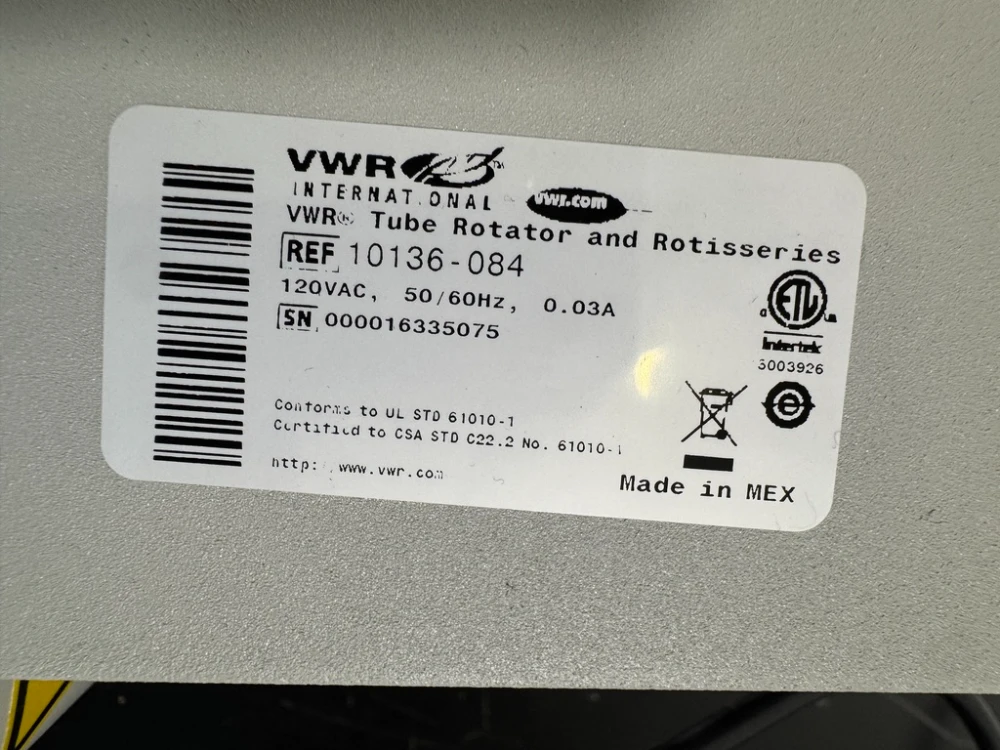 VWR
INTERNATIONAL
vwr.com
VWR® Tube Rotator and Rotisseries
REF 10136-084
120VAC, 50/60Hz, 0.03A
SN 000016335075
ETL
Intertek
3003926
e
Conforms to UL STD 61010-1
Certified to CSA STD C22.2 No. 61010-1
http: www.vwr.com
Made in MEX